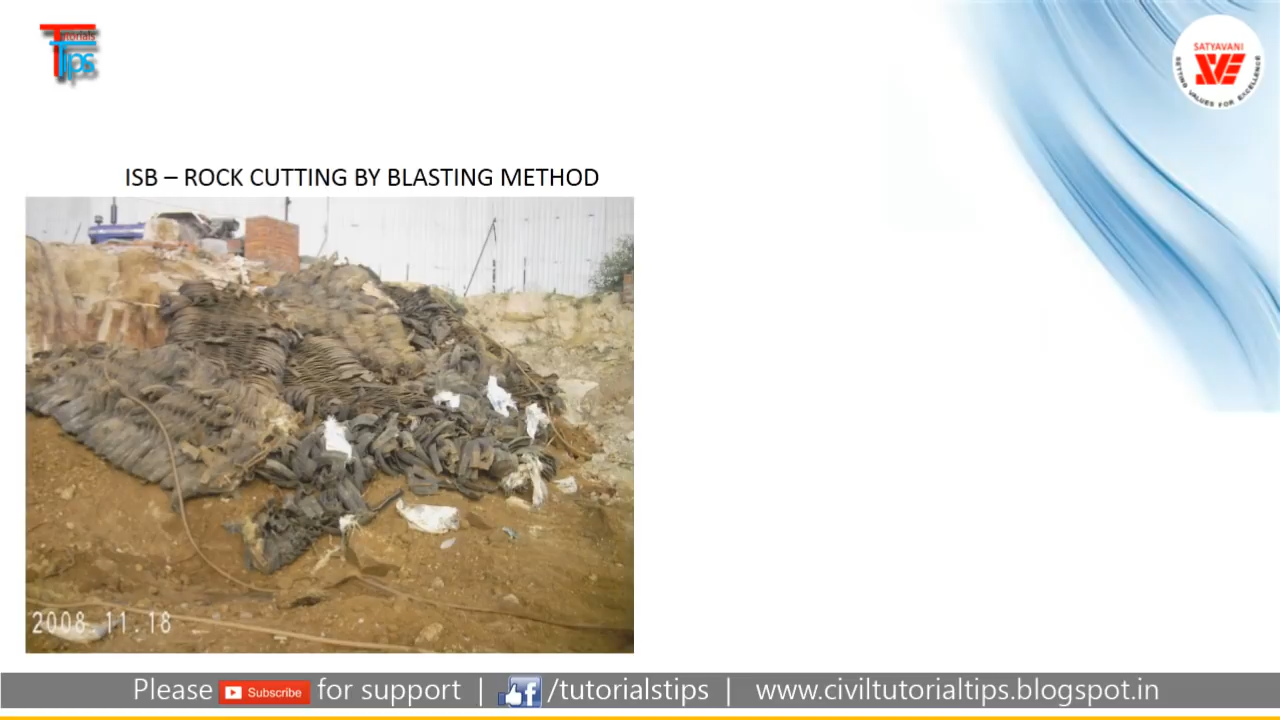 Tutorials
Tips
SATYAVANI
SVE
SETTING VALUES FOR EXCELLENCE
ISB – ROCK CUTTING BY BLASTING METHOD
2008.11.18
Please Subscribe for support | f /tutorialstips | www.civiltutorialtips.blogspot.in